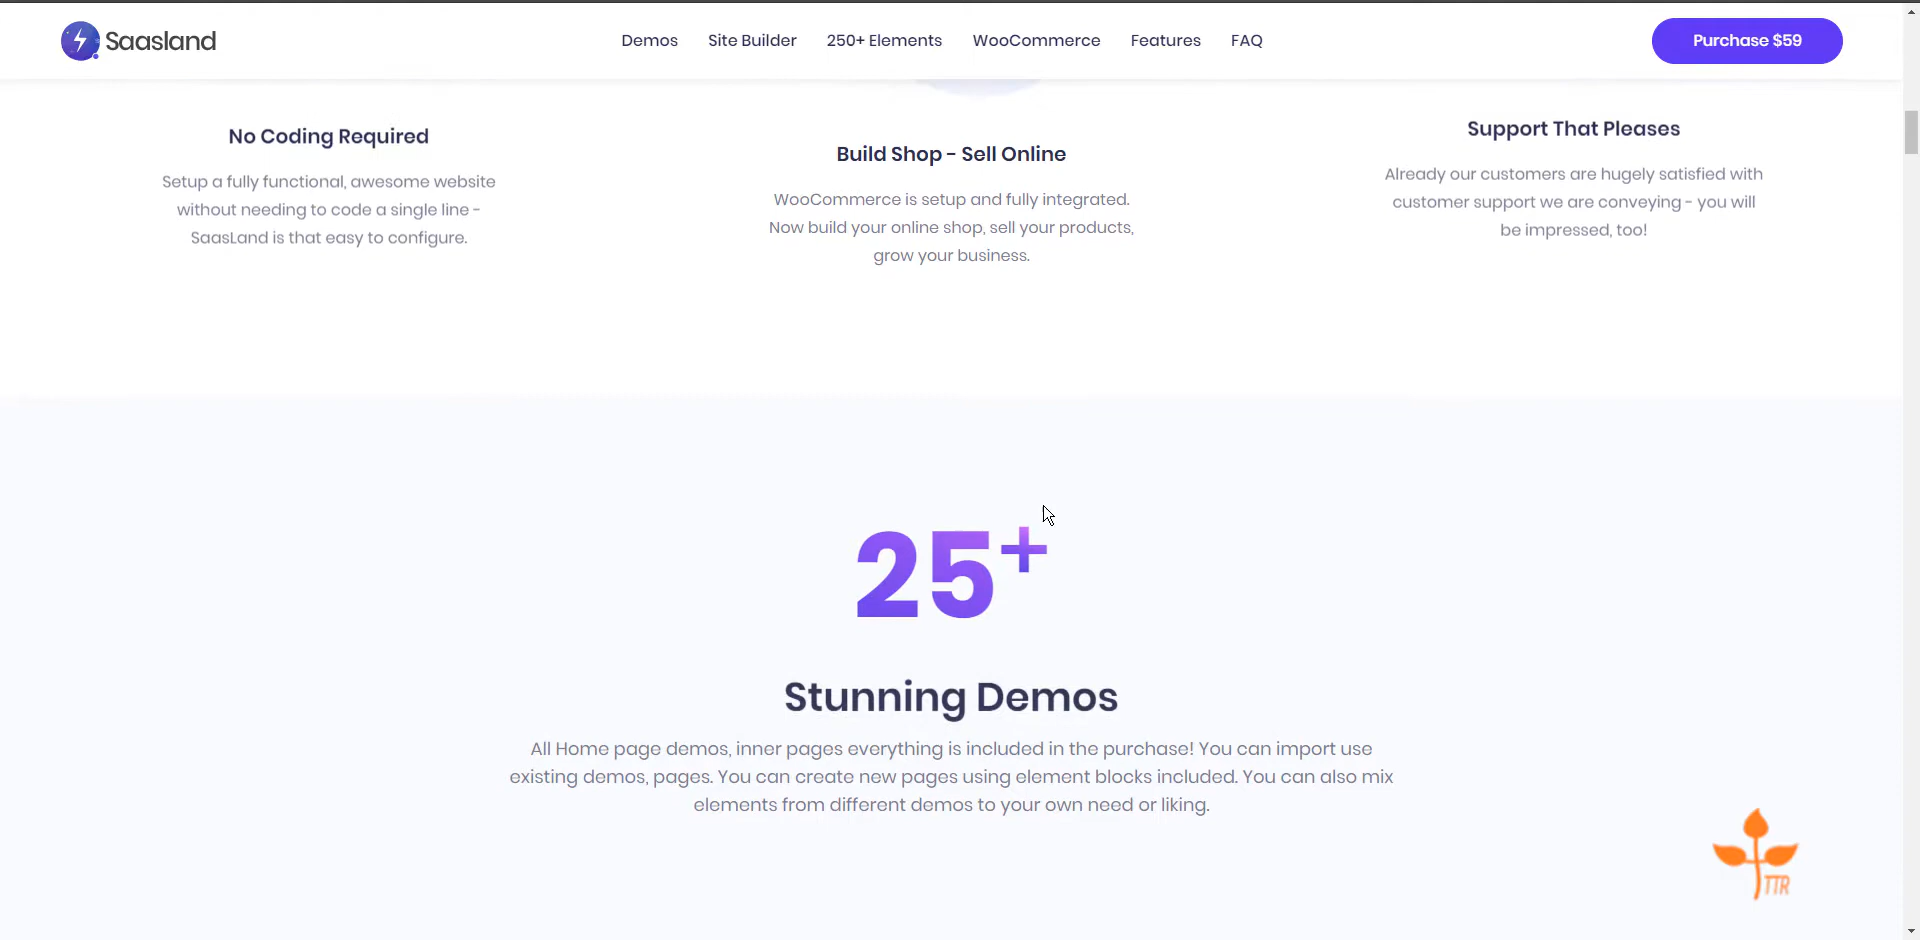 Saasland
Demos
Site Builder
250+ Elements
WooCommerce
Features
FAQ
Purchase $59
No Coding Required
Setup a fully functional, awesome website
without needing to code a single line -
SaasLand is that easy to configure.
Build Shop - Sell Online
WooCommerce is setup and fully integrated.
Now build your online shop, sell your products,
grow your business.
Support That Pleases
Already our customers are hugely satisfied with
customer support we are conveying - you will
be impressed, too!
25+
Stunning Demos
All Home page demos, inner pages everything is included in the purchase! You can import use
existing demos, pages. You can create new pages using element blocks included. You can also mix
elements from different demos to your own need or liking.
TTR